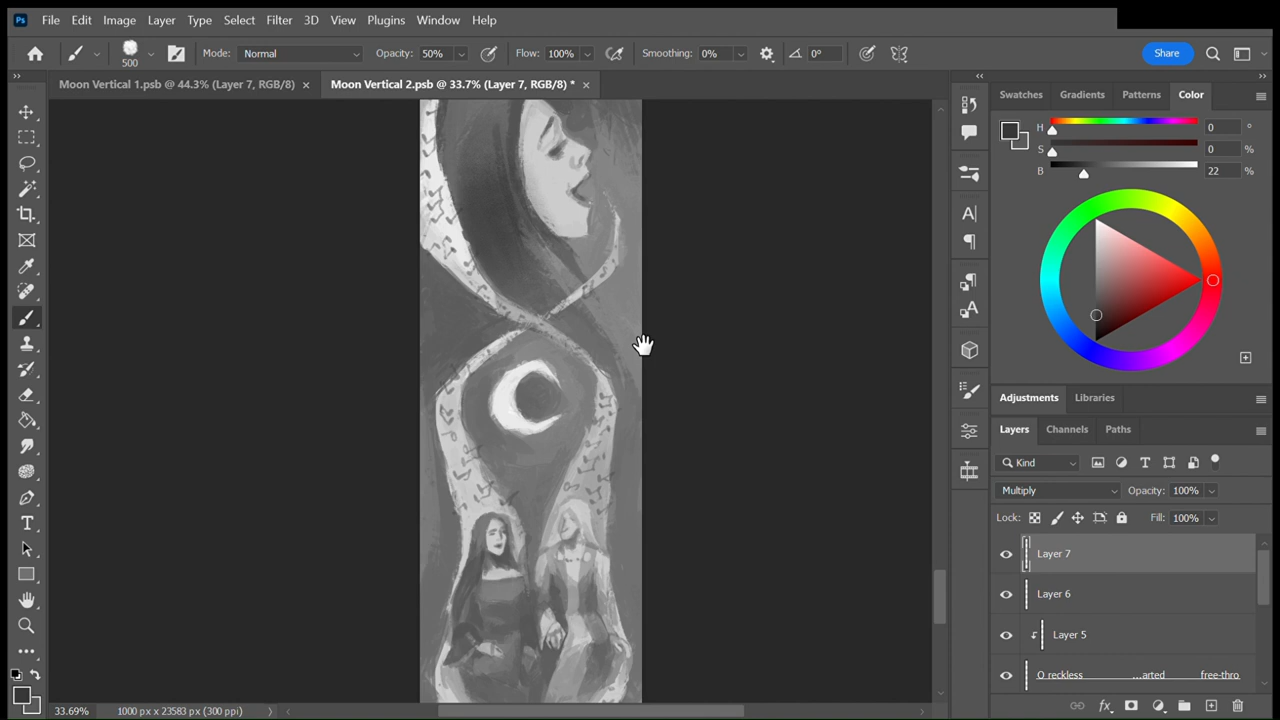 Ps File Edit Image Layer Type Select Filter 3D View Plugins Window Help
500 Mode: Normal Opacity: 50% Flow: 100% Smoothing: 0% 0° Share
Moon Vertical 1.psb @ 44.3% (Layer 7, RGB/8) × Moon Vertical 2.psb @ 33.7% (Layer 7, RGB/8) * ×
Swatches Gradients Patterns Color
H 0 °
S 0 %
B 22 %
Adjustments Libraries
Layers Channels Paths
Kind
Multiply Opacity: 100%
Lock: Fill: 100%
Layer 7
Layer 6
Layer 5
O reckless ...arted free-thro
33.69% 1000 px x 23583 px (300 ppi)